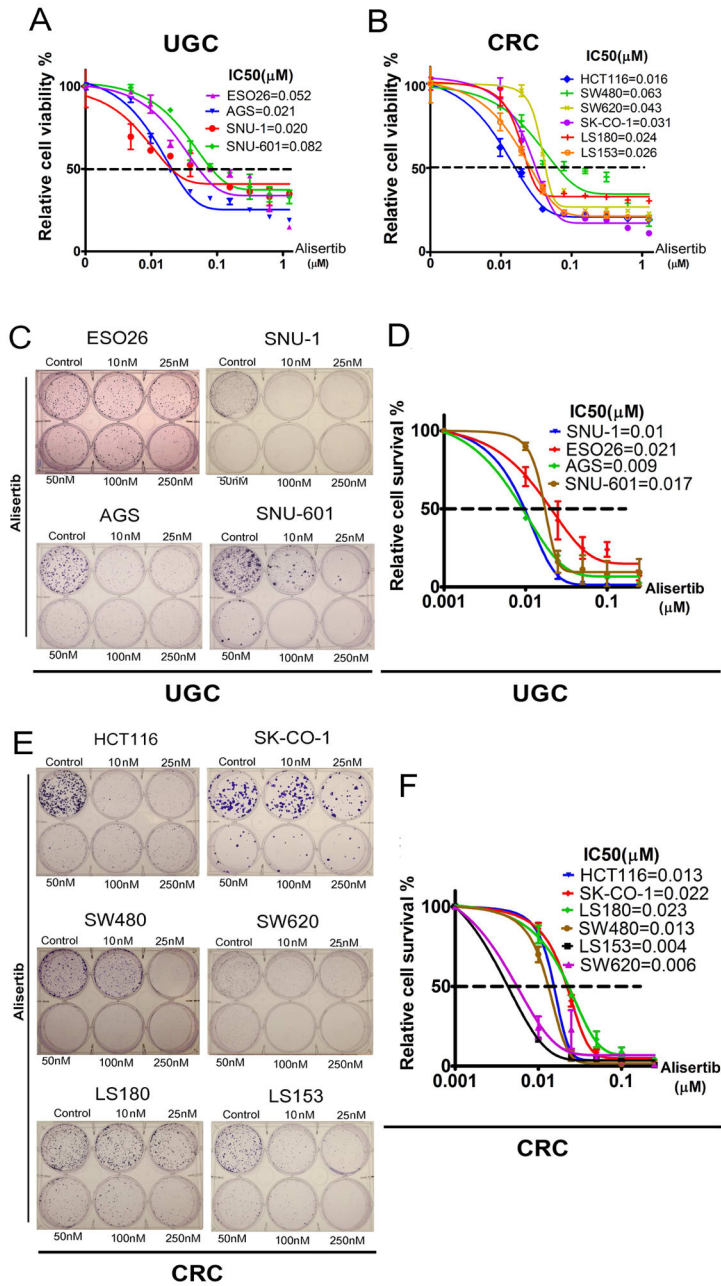 A
UGC
Relative cell viability %
100
50
0
0
0.01
0.1
1
Alisertib
(μM)
IC50(μM)
ESO26=0.052
AGS=0.021
SNU-1=0.020
SNU-601=0.082
B
CRC
Relative cell viability %
100
50
0
0
0.01
0.1
1
Alisertib
(μM)
IC50(μM)
HCT116=0.016
SW480=0.063
SW620=0.043
SK-CO-1=0.031
LS180=0.024
LS153=0.026
C
Alisertib
ESO26
Control 10nM 25nM
50nM 100nM 250nM
SNU-1
Control 10nM 25nM
50nM 100nM 250nM
AGS
Control 10nM 25nM
50nM 100nM 250nM
SNU-601
Control 10nM 25nM
50nM 100nM 250nM
UGC
D
Relative cell survival %
100
50
0
0.001
0.01
0.1
Alisertib
(μM)
IC50(μM)
SNU-1=0.01
ESO26=0.021
AGS=0.009
SNU-601=0.017
UGC
E
Alisertib
HCT116
Control 10nM 25nM
50nM 100nM 250nM
SK-CO-1
Control 10nM 25nM
50nM 100nM 250nM
Alisertib
SW480
Control 10nM 25nM
50nM 100nM 250nM
SW620
Control 10nM 25nM
50nM 100nM 250nM
LS180
Control 10nM 25nM
50nM 100nM 250nM
LS153
Control 10nM 25nM
50nM 100nM 250nM
CRC
F
Relative cell survival %
100
50
0
0.001
0.01
0.1
Alisertib
(μM)
IC50(μM)
HCT116=0.013
SK-CO-1=0.022
LS180=0.023
SW480=0.013
LS153=0.004
SW620=0.006
CRC